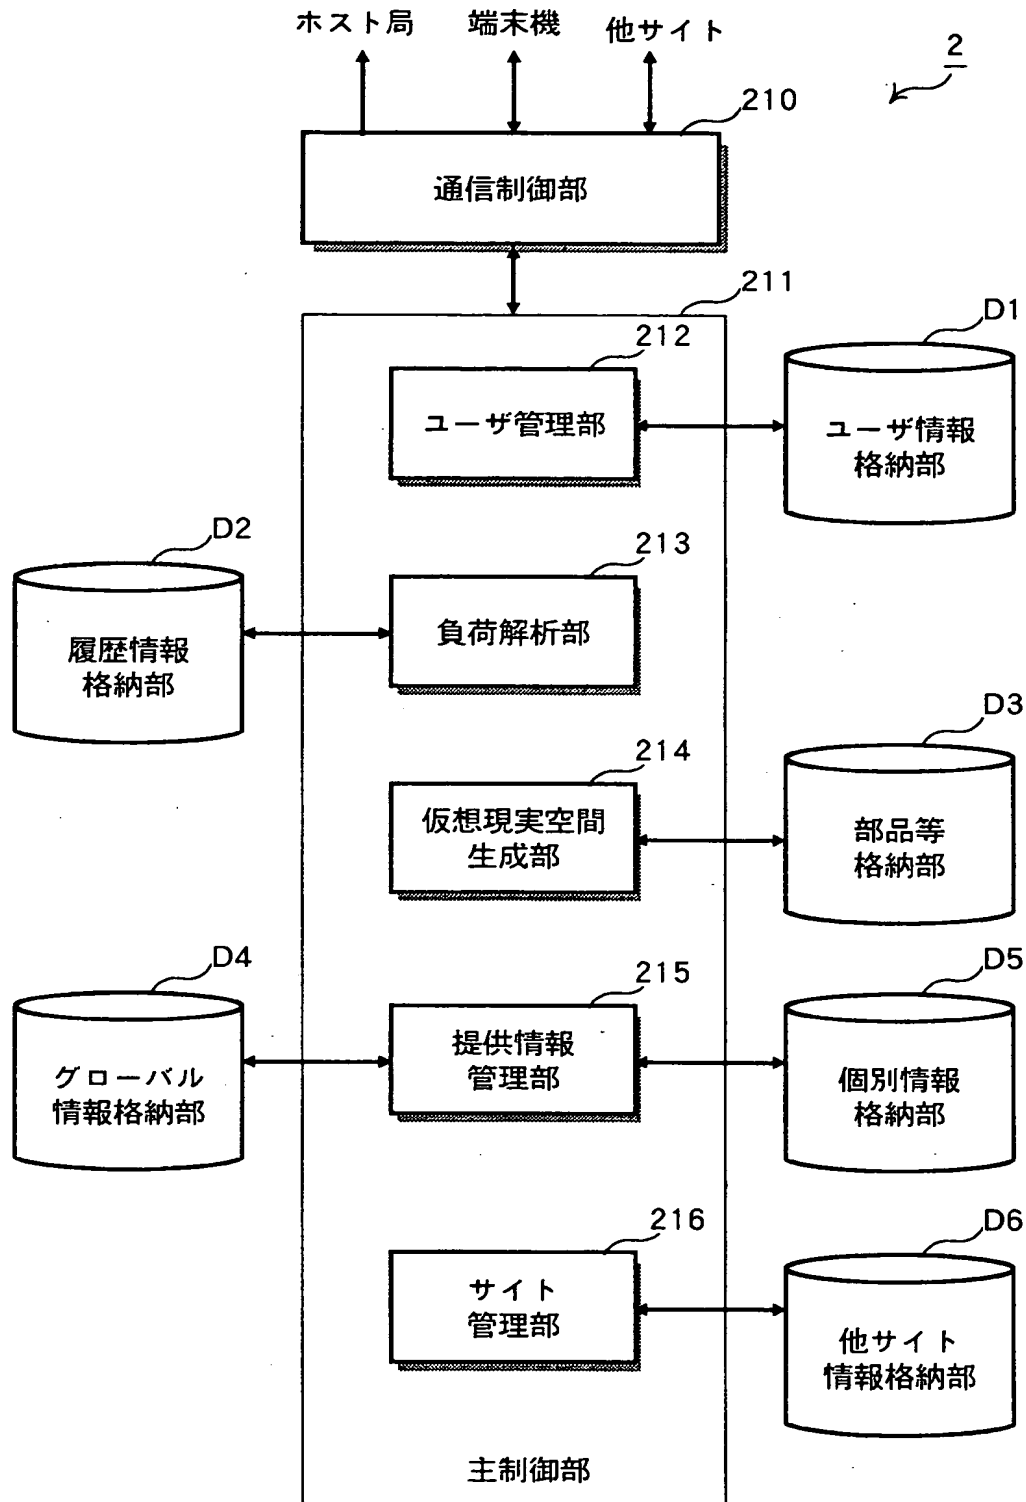 ホスト局
端末機
他サイト
2
210
通信制御部
211
212
D1
ユーザ管理部
ユーザ情報
格納部
D2
213
履歴情報
格納部
負荷解析部
214
D3
仮想現実空間
生成部
部品等
格納部
D4
215
D5
グローバル
情報格納部
提供情報
管理部
個別情報
格納部
216
D6
サイト
管理部
他サイト
情報格納部
主制御部